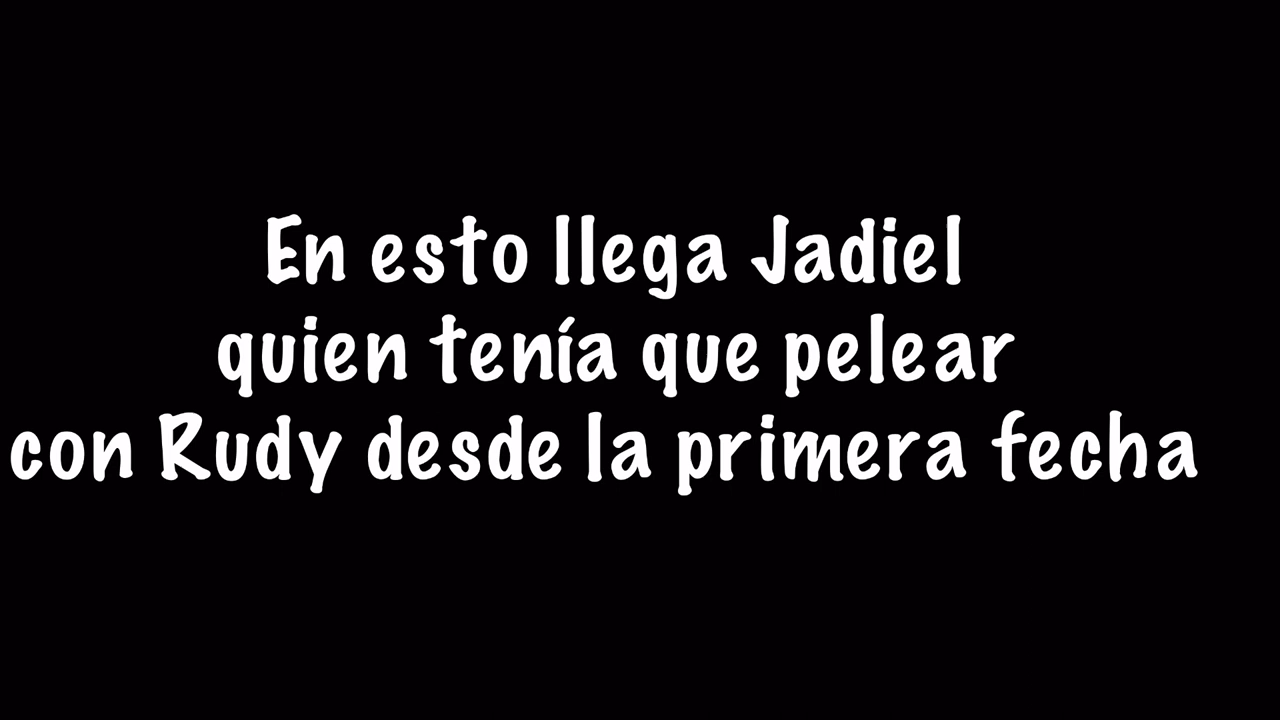 En esto llega Jadiel
quien tenía que pelear
con Rudy desde la primera fecha